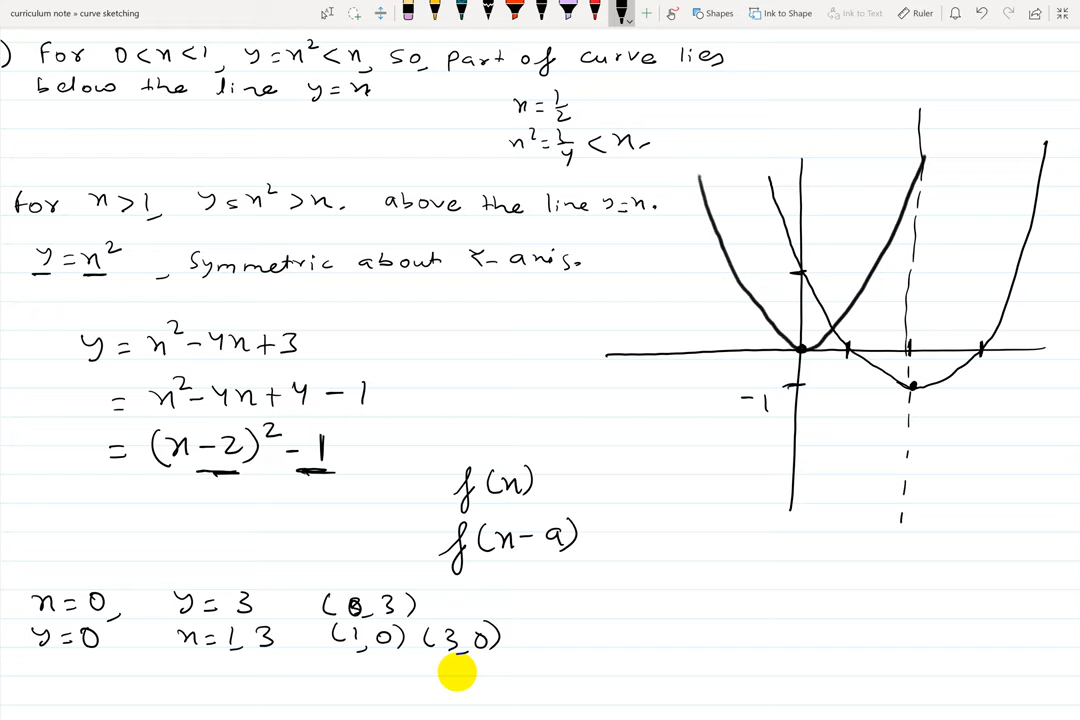 curriculum note » curve sketching
Shapes Ink to Shape Ink to Text Ruler
) For 0<x<1, y=x²<x, so, part of curve lies
below the line y=x
x=1/2
x²=1/4 <x.
For x>1, y=x²>x. above the line y=x.
y=x², Symmetric about Y-axis.
y = x²-4x+3
= x²-4x+4-1
= (x-2)²-1
-1
f(x)
f(x-a)
x=0, y=3 (0,3)
y=0 x=1,3 (1,0) (3,0)